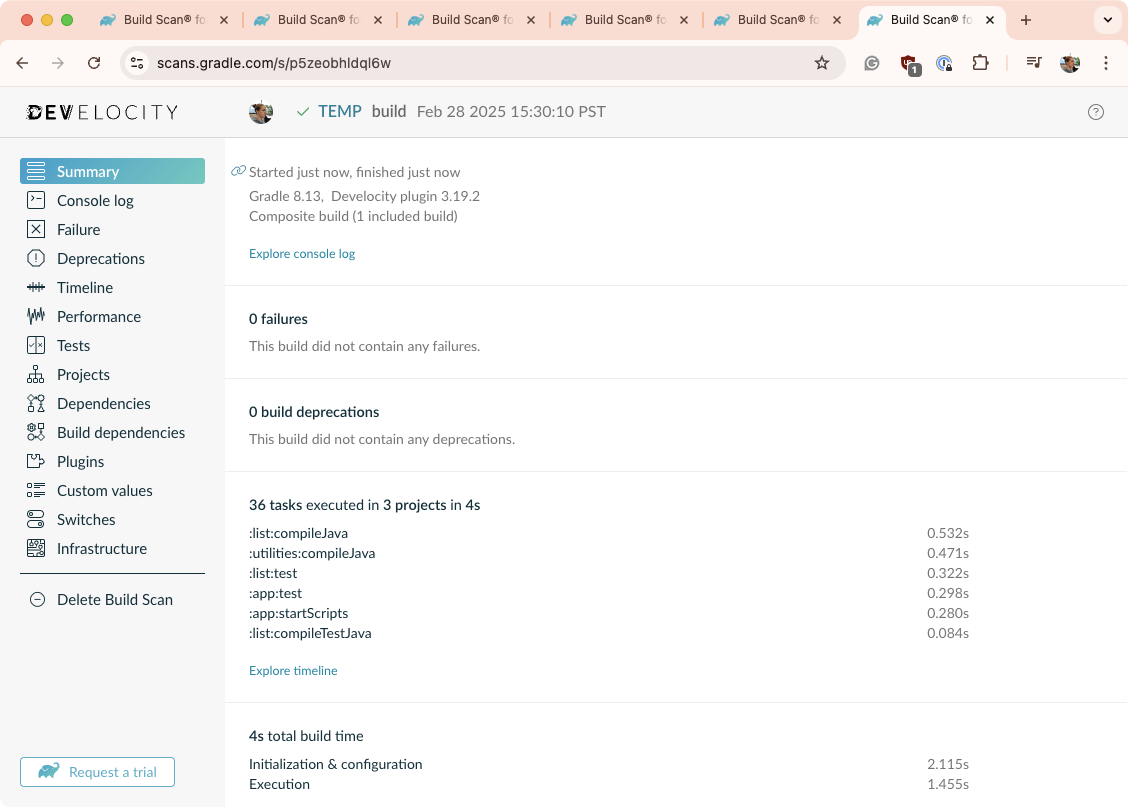 Build Scan® fo
Build Scan® fo
Build Scan® fo
Build Scan® fo
Build Scan® fo
Build Scan® fo
scans.gradle.com/s/p5zeobhldql6w
1
DEVELOCITY
TEMP build Feb 28 2025 15:30:10 PST
Summary
Console log
Failure
Deprecations
Timeline
Performance
Tests
Projects
Dependencies
Build dependencies
Plugins
Custom values
Switches
Infrastructure
Delete Build Scan
Request a trial
Started just now, finished just now
Gradle 8.13, Develocity plugin 3.19.2
Composite build (1 included build)
Explore console log
0 failures
This build did not contain any failures.
0 build deprecations
This build did not contain any deprecations.
36 tasks executed in 3 projects in 4s
:list:compileJava 0.532s
:utilities:compileJava 0.471s
:list:test 0.322s
:app:test 0.298s
:app:startScripts 0.280s
:list:compileTestJava 0.084s
Explore timeline
4s total build time
Initialization & configuration 2.115s
Execution 1.455s